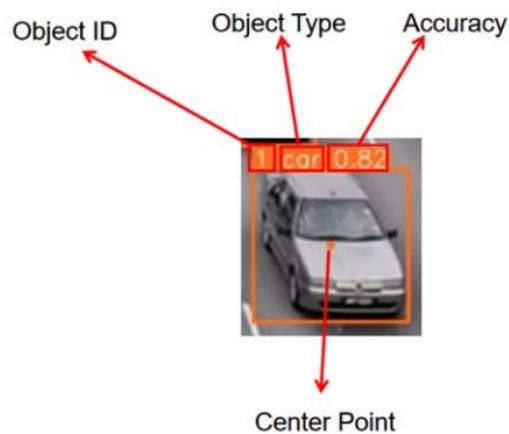 Object ID
Object Type
Accuracy
1 car 0.82
Center Point